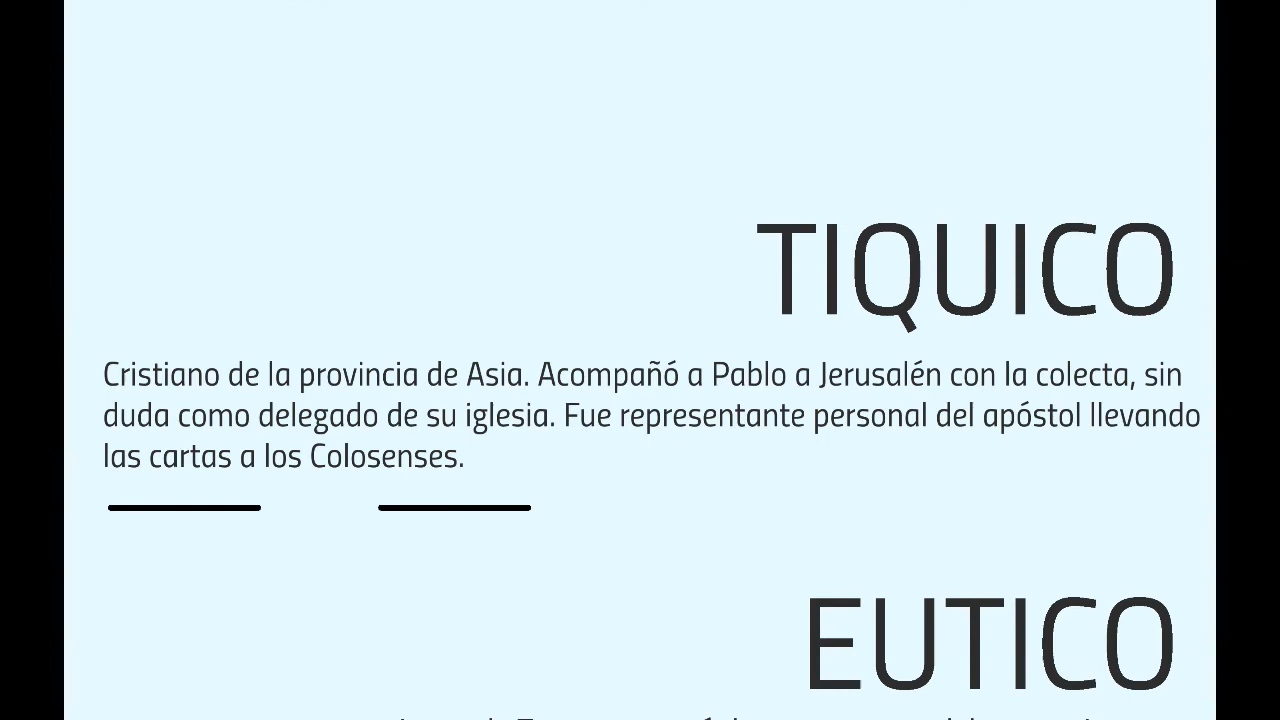 TIQUICO
Cristiano de la provincia de Asia. Acompañó a Pablo a Jerusalén con la colecta, sin
duda como delegado de su iglesia. Fue representante personal del apóstol llevando
las cartas a los Colosenses.
EUTICO